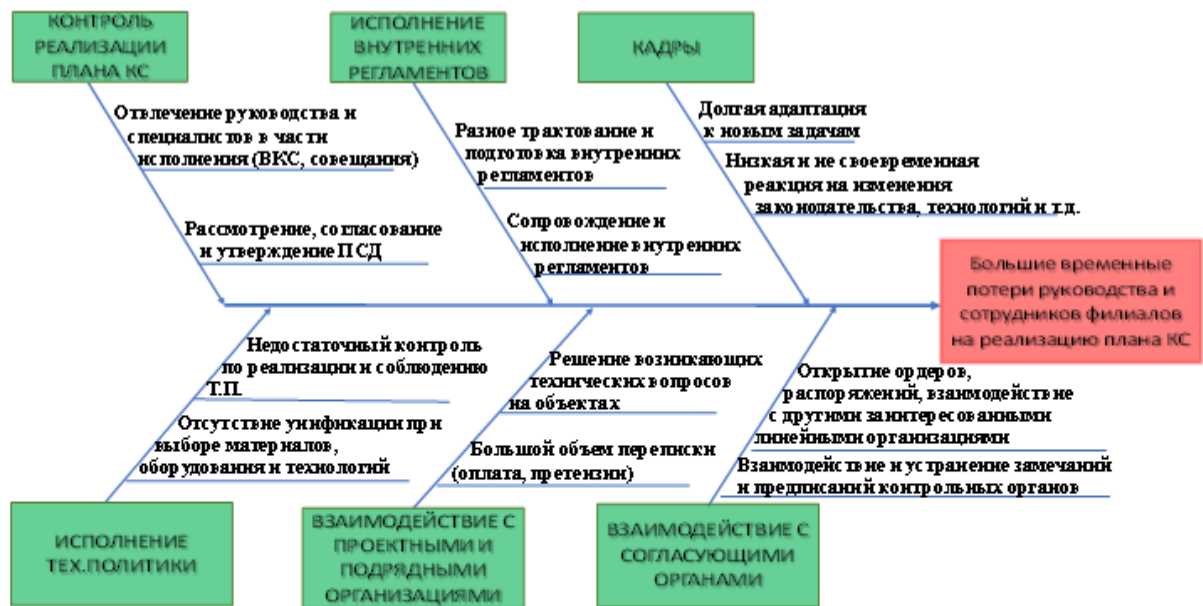 КОНТРОЛЬ
РЕАЛИЗАЦИИ
ПЛАНА КС
ИСПОЛНЕНИЕ
ВНУТРЕННИХ
РЕГЛАМЕНТОВ
КАДРЫ
Отвлечение руководства и
специалистов в части
исполнения (ВКС, совещания)
Рассмотрение, согласование
и утверждение ПСД
Разное трактование и
подготовка внутренних
регламентов
Сопровождение и
исполнение внутренних
регламентов
Долгая адаптация
к новым задачам
Низкая и не своевременная
реакция на изменения
законодательства, технологий и т.д.
Большие временные
потери руководства и
сотрудников филиалов
на реализацию плана КС
Недостаточный контроль
по реализации и соблюдению
Т.П.
Отсутствие унификации при
выборе материалов,
оборудования и технологий
Решение возникающих
технических вопросов
на объектах
Большой объем переписки
(оплата, претензии)
Открытие ордеров,
распоряжений, взаимодействие
с другими заинтересованными
линейными организациями
Взаимодействие и устранение замечаний
и предписаний контрольных органов
ИСПОЛНЕНИЕ
ТЕХ.ПОЛИТИКИ
ВЗАИМОДЕЙСТВИЕ С
ПРОЕКТНЫМИ И
ПОДРЯДНЫМИ
ОРГАНИЗАЦИЯМИ
ВЗАИМОДЕЙСТВИЕ С
СОГЛАСУЮЩИМИ
ОРГАНАМИ